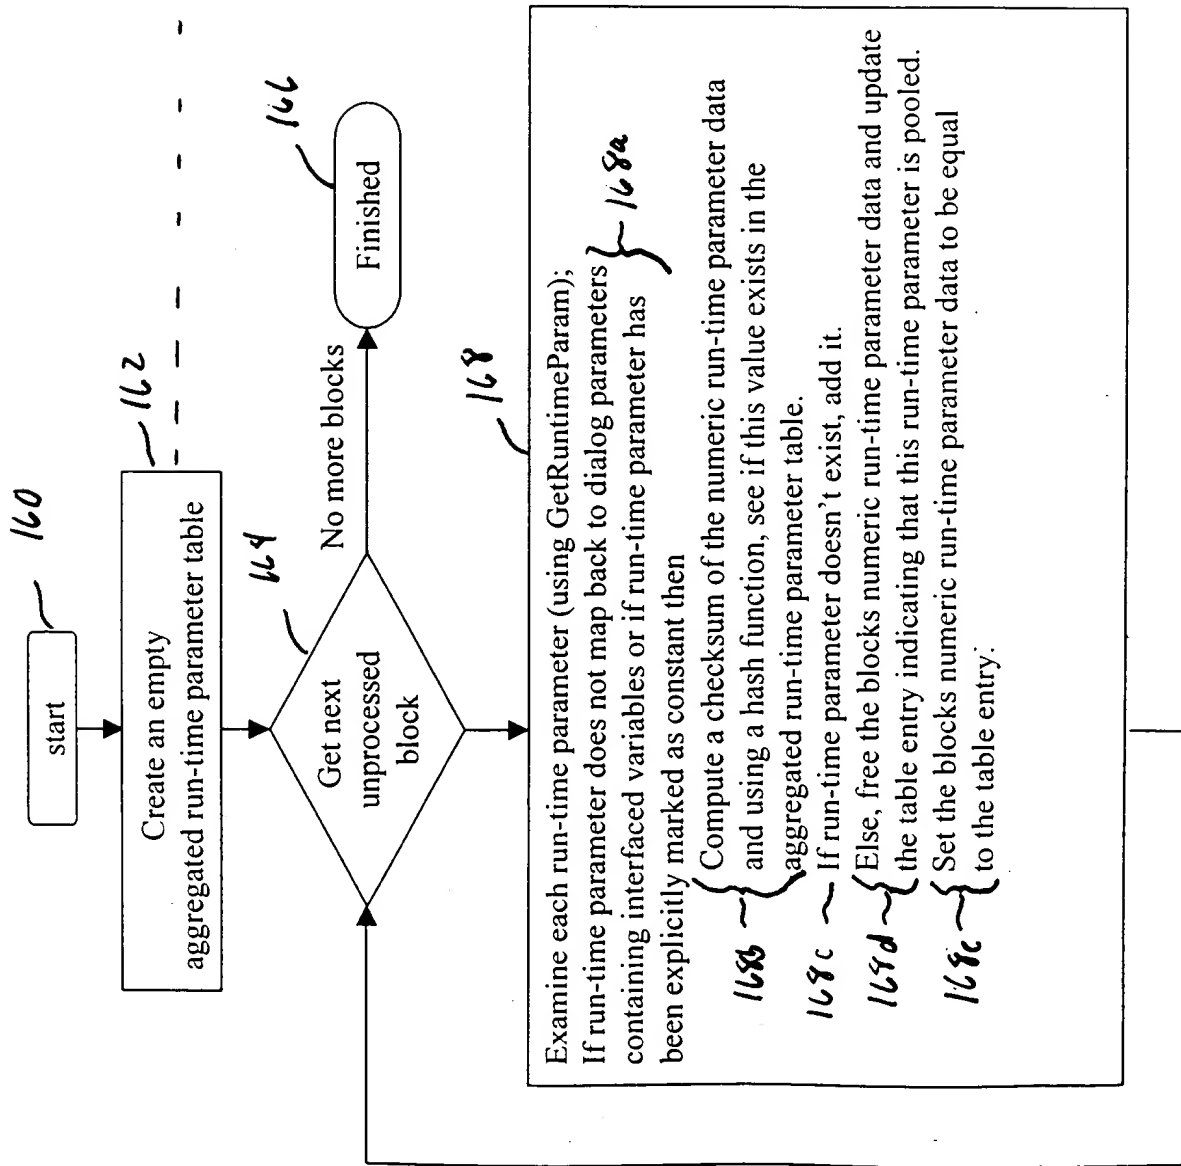 160
start
162
Create an empty
aggregated run-time parameter table
164
Get next
unprocessed
block
No more blocks
166
Finished
168
Examine each run-time parameter (using GetRuntimeParam);
If run-time parameter does not map back to dialog parameters
containing interfaced variables or if run-time parameter has
been explicitly marked as constant then
168a
168b
Compute a checksum of the numeric run-time parameter data
and using a hash function, see if this value exists in the
aggregated run-time parameter table.
168c
If run-time parameter doesn't exist, add it.
168d
Else, free the blocks numeric run-time parameter data and update
the table entry indicating that this run-time parameter is pooled.
168e
Set the blocks numeric run-time parameter data to be equal
to the table entry.